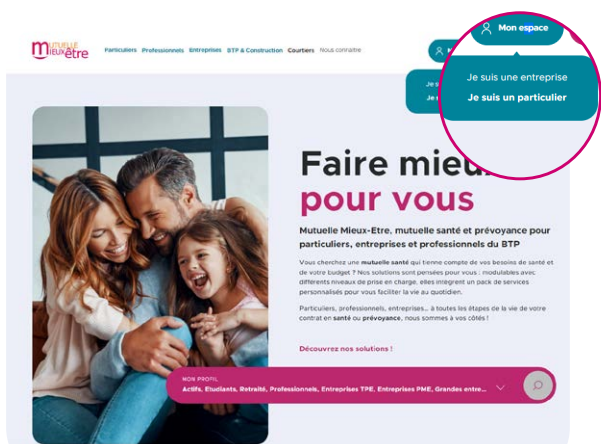 MUTUELLE
MIEUX être
Particuliers Professionnels Entreprises BTP & Construction Courtiers Nous connaître
Mon espace
Je suis une entreprise
Je suis un particulier
Faire mieux
pour vous
Mutuelle Mieux-Etre, mutuelle santé et prévoyance pour
particuliers, entreprises et professionnels du BTP
Vous cherchez une mutuelle santé qui tienne compte de vos besoins de santé et
de votre budget ? Nos solutions sont pensées pour vous : modulables avec
différents niveaux de prise en charge, elles intègrent un pack de services
personnalisés pour vous faciliter la vie au quotidien.
Particuliers, professionnels, entreprises... à toutes les étapes de la vie de votre
contrat en santé ou prévoyance, nous sommes à vos côtés !
Découvrez nos solutions !
MON PROFIL
Actifs, Etudiants, Retraité, Professionnels, Entreprises TPE, Entreprises PME, Grandes entre...